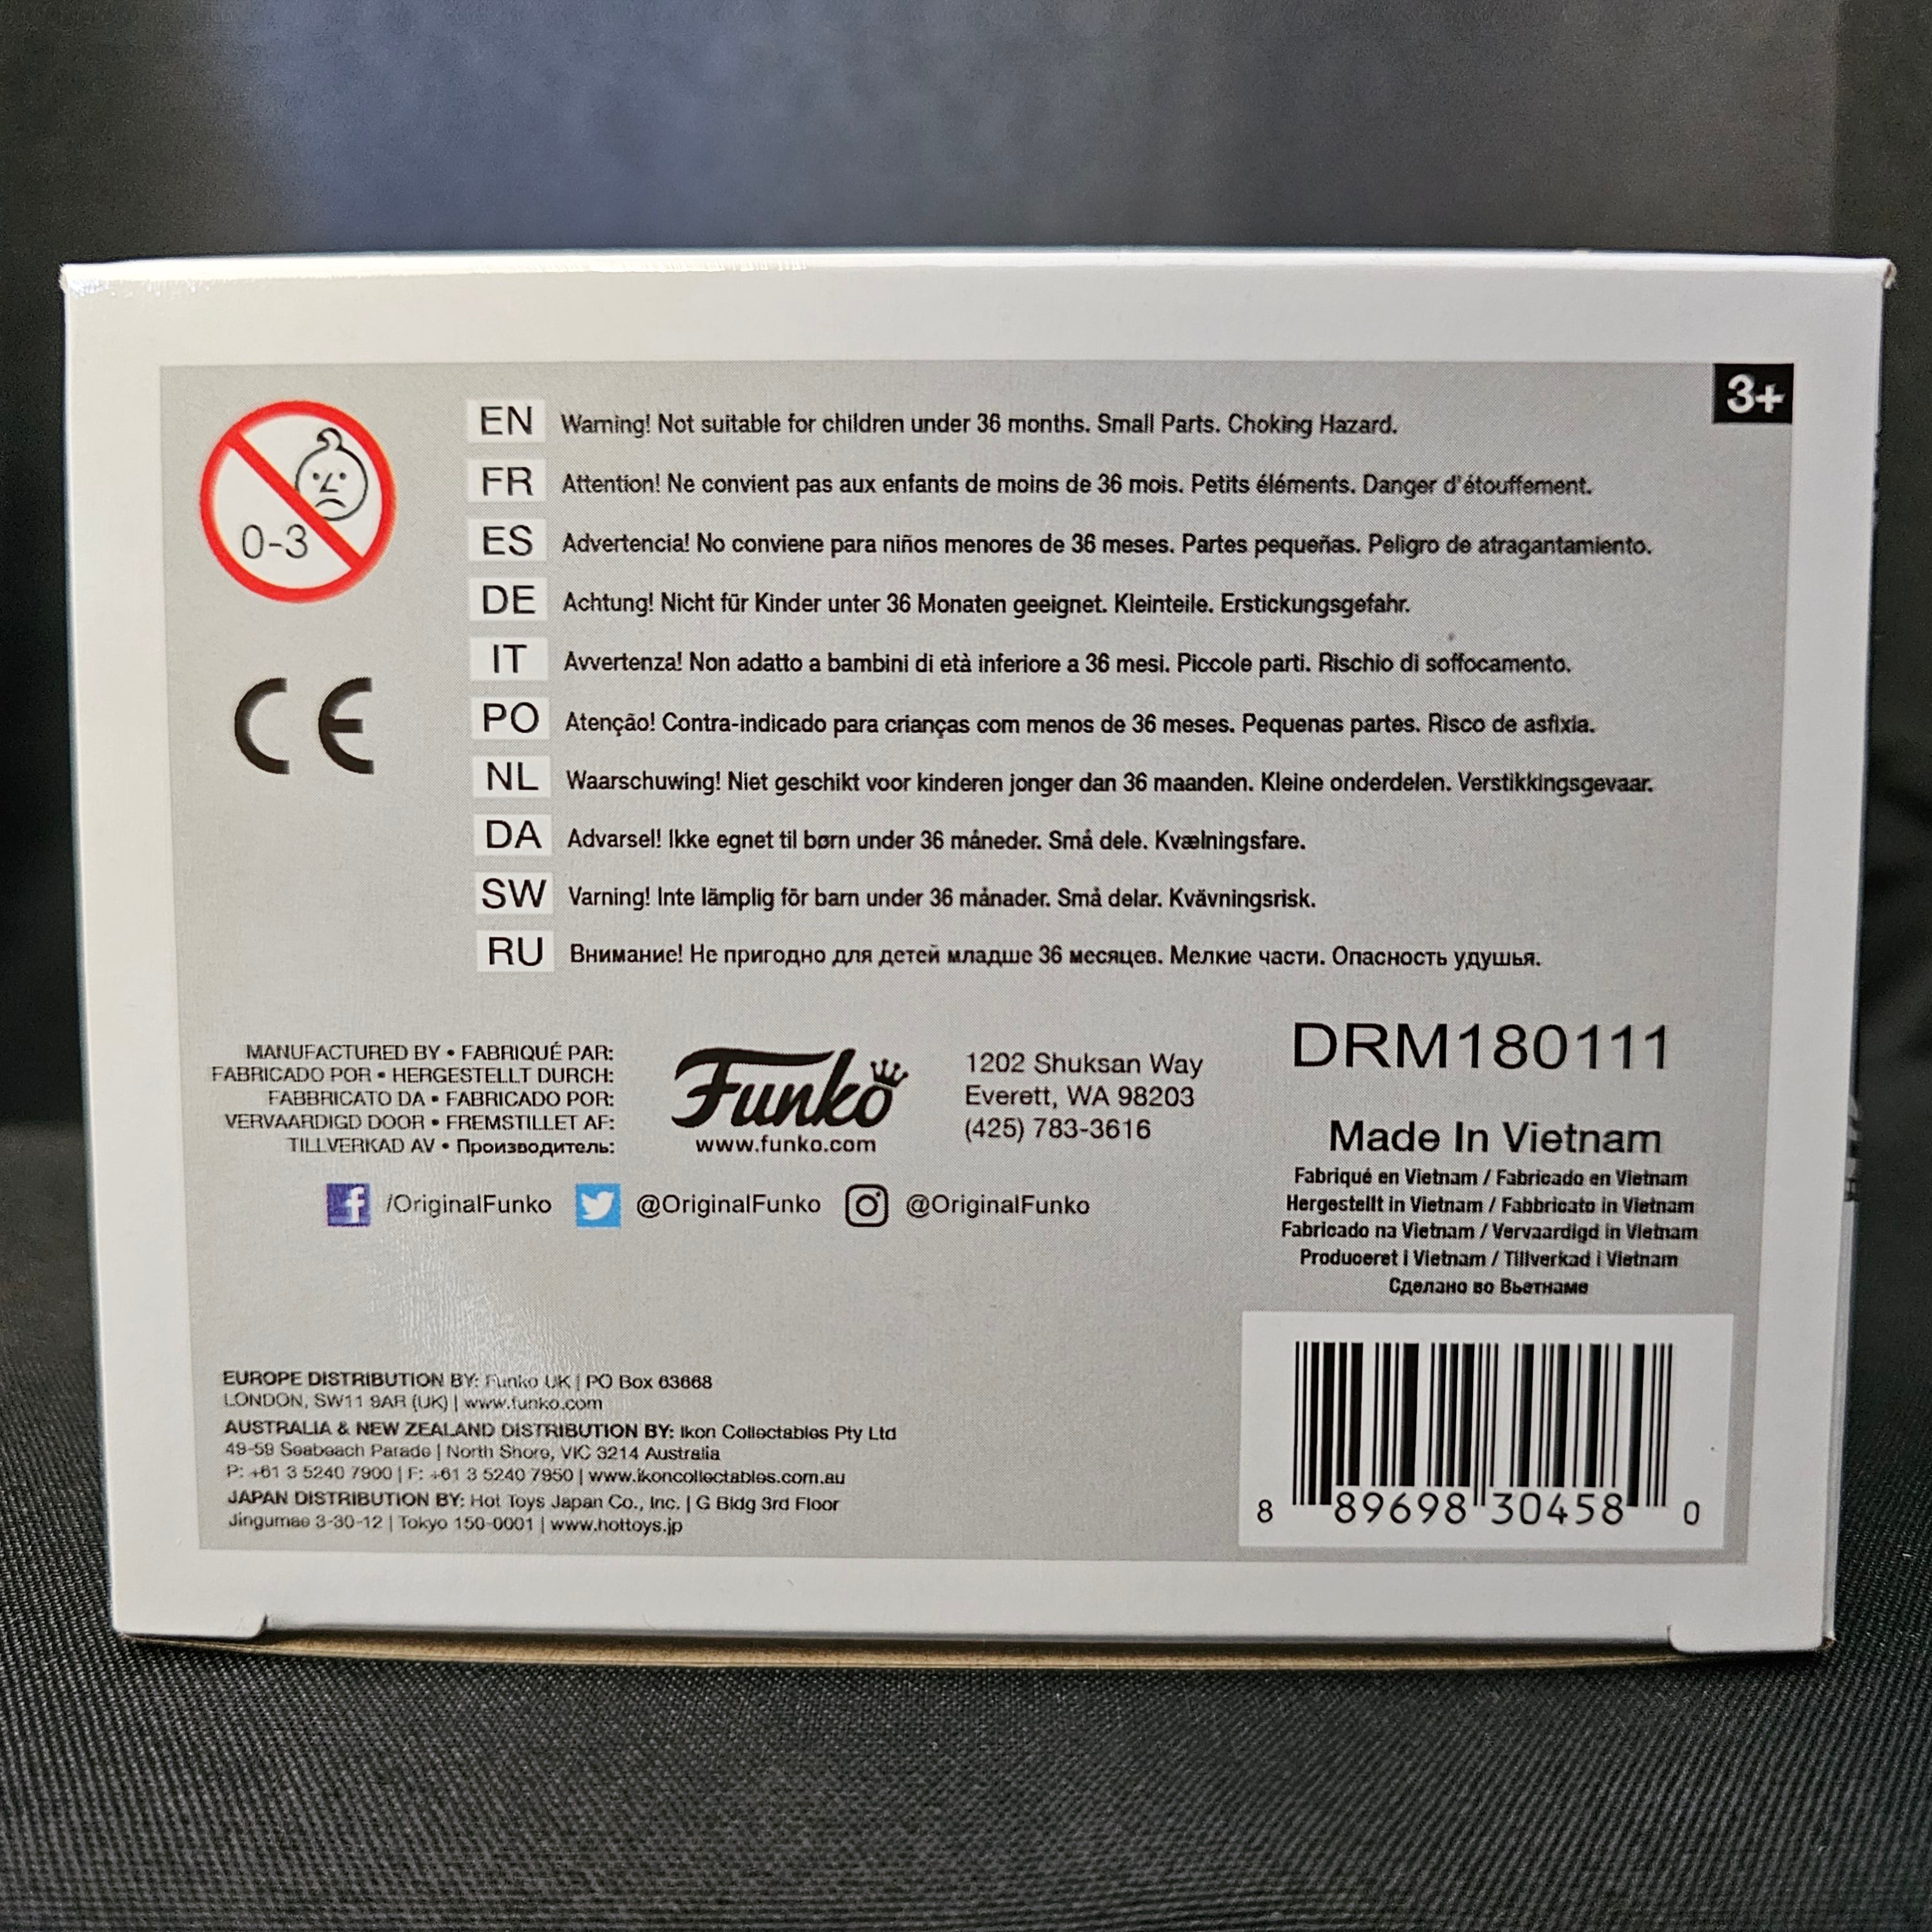 3+
0-3
EN Warning! Not suitable for children under 36 months. Small Parts. Choking Hazard.
FR Attention! Ne convient pas aux enfants de moins de 36 mois. Petits éléments. Danger d'étouffement.
ES Advertencia! No conviene para niños menores de 36 meses. Partes pequeñas. Peligro de atragantamiento.
DE Achtung! Nicht für Kinder unter 36 Monaten geeignet. Kleinteile. Erstickungsgefahr.
IT Avvertenza! Non adatto a bambini di età inferiore a 36 mesi. Piccole parti. Rischio di soffocamento.
PO Atenção! Contra-indicado para crianças com menos de 36 meses. Pequenas partes. Risco de asfixia.
NL Waarschuwing! Niet geschikt voor kinderen jonger dan 36 maanden. Kleine onderdelen. Verstikkingsgevaar.
DA Advarsel! Ikke egnet til børn under 36 måneder. Små dele. Kvælningsfare.
SW Varning! Inte lämplig för barn under 36 månader. Små delar. Kvävningsrisk.
RU Внимание! Не пригодно для детей младше 36 месяцев. Мелкие части. Опасность удушья.
CE
MANUFACTURED BY • FABRIQUÉ PAR:
FABRICADO POR • HERGESTELLT DURCH:
FABBRICATO DA • FABRICADO POR:
VERVAARDIGD DOOR • FREMSTILLET AF:
TILLVERKAD AV • Производитель:
Funko
www.funko.com
1202 Shuksan Way
Everett, WA 98203
(425) 783-3616
/OriginalFunko @OriginalFunko @OriginalFunko
DRM180111
Made In Vietnam
Fabriqué en Vietnam / Fabricado en Vietnam
Hergestellt in Vietnam / Fabbricato in Vietnam
Fabricado na Vietnam / Vervaardigd in Vietnam
Produceret i Vietnam / Tillverkad i Vietnam
Сделано во Вьетнаме
EUROPE DISTRIBUTION BY: Funko UK | PO Box 63668
LONDON, SW11 9AR (UK) | www.funko.com
AUSTRALIA & NEW ZEALAND DISTRIBUTION BY: Ikon Collectables Pty Ltd
49-59 Seabeach Parade | North Shore, VIC 3214 Australia
P: +61 3 5240 7900 | F: +61 3 5240 7950 | www.ikoncollectables.com.au
JAPAN DISTRIBUTION BY: Hot Toys Japan Co., Inc. | G Bldg 3rd Floor
Jingumae 3-30-12 | Tokyo 150-0001 | www.hottoys.jp
8 89698 30458 0